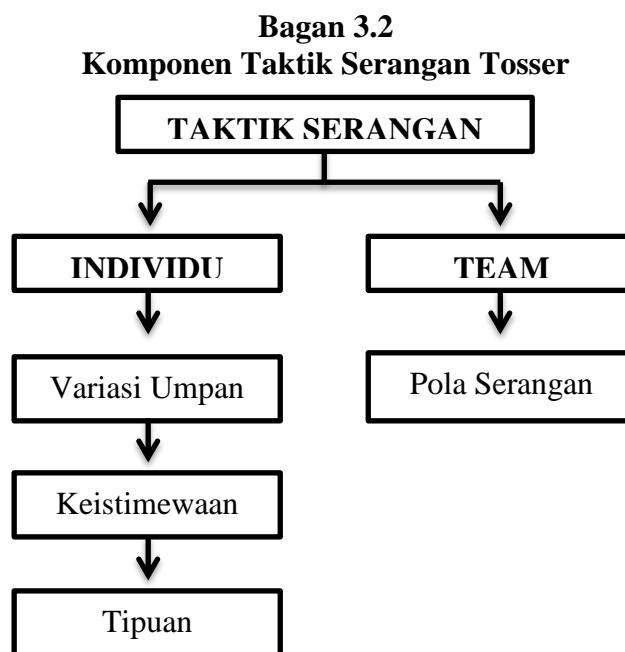 Bagan 3.2
Komponen Taktik Serangan Tosser
TAKTIK SERANGAN
INDIVIDU
TEAM
Variasi Umpan
Pola Serangan
Keistimewaan
Tipuan